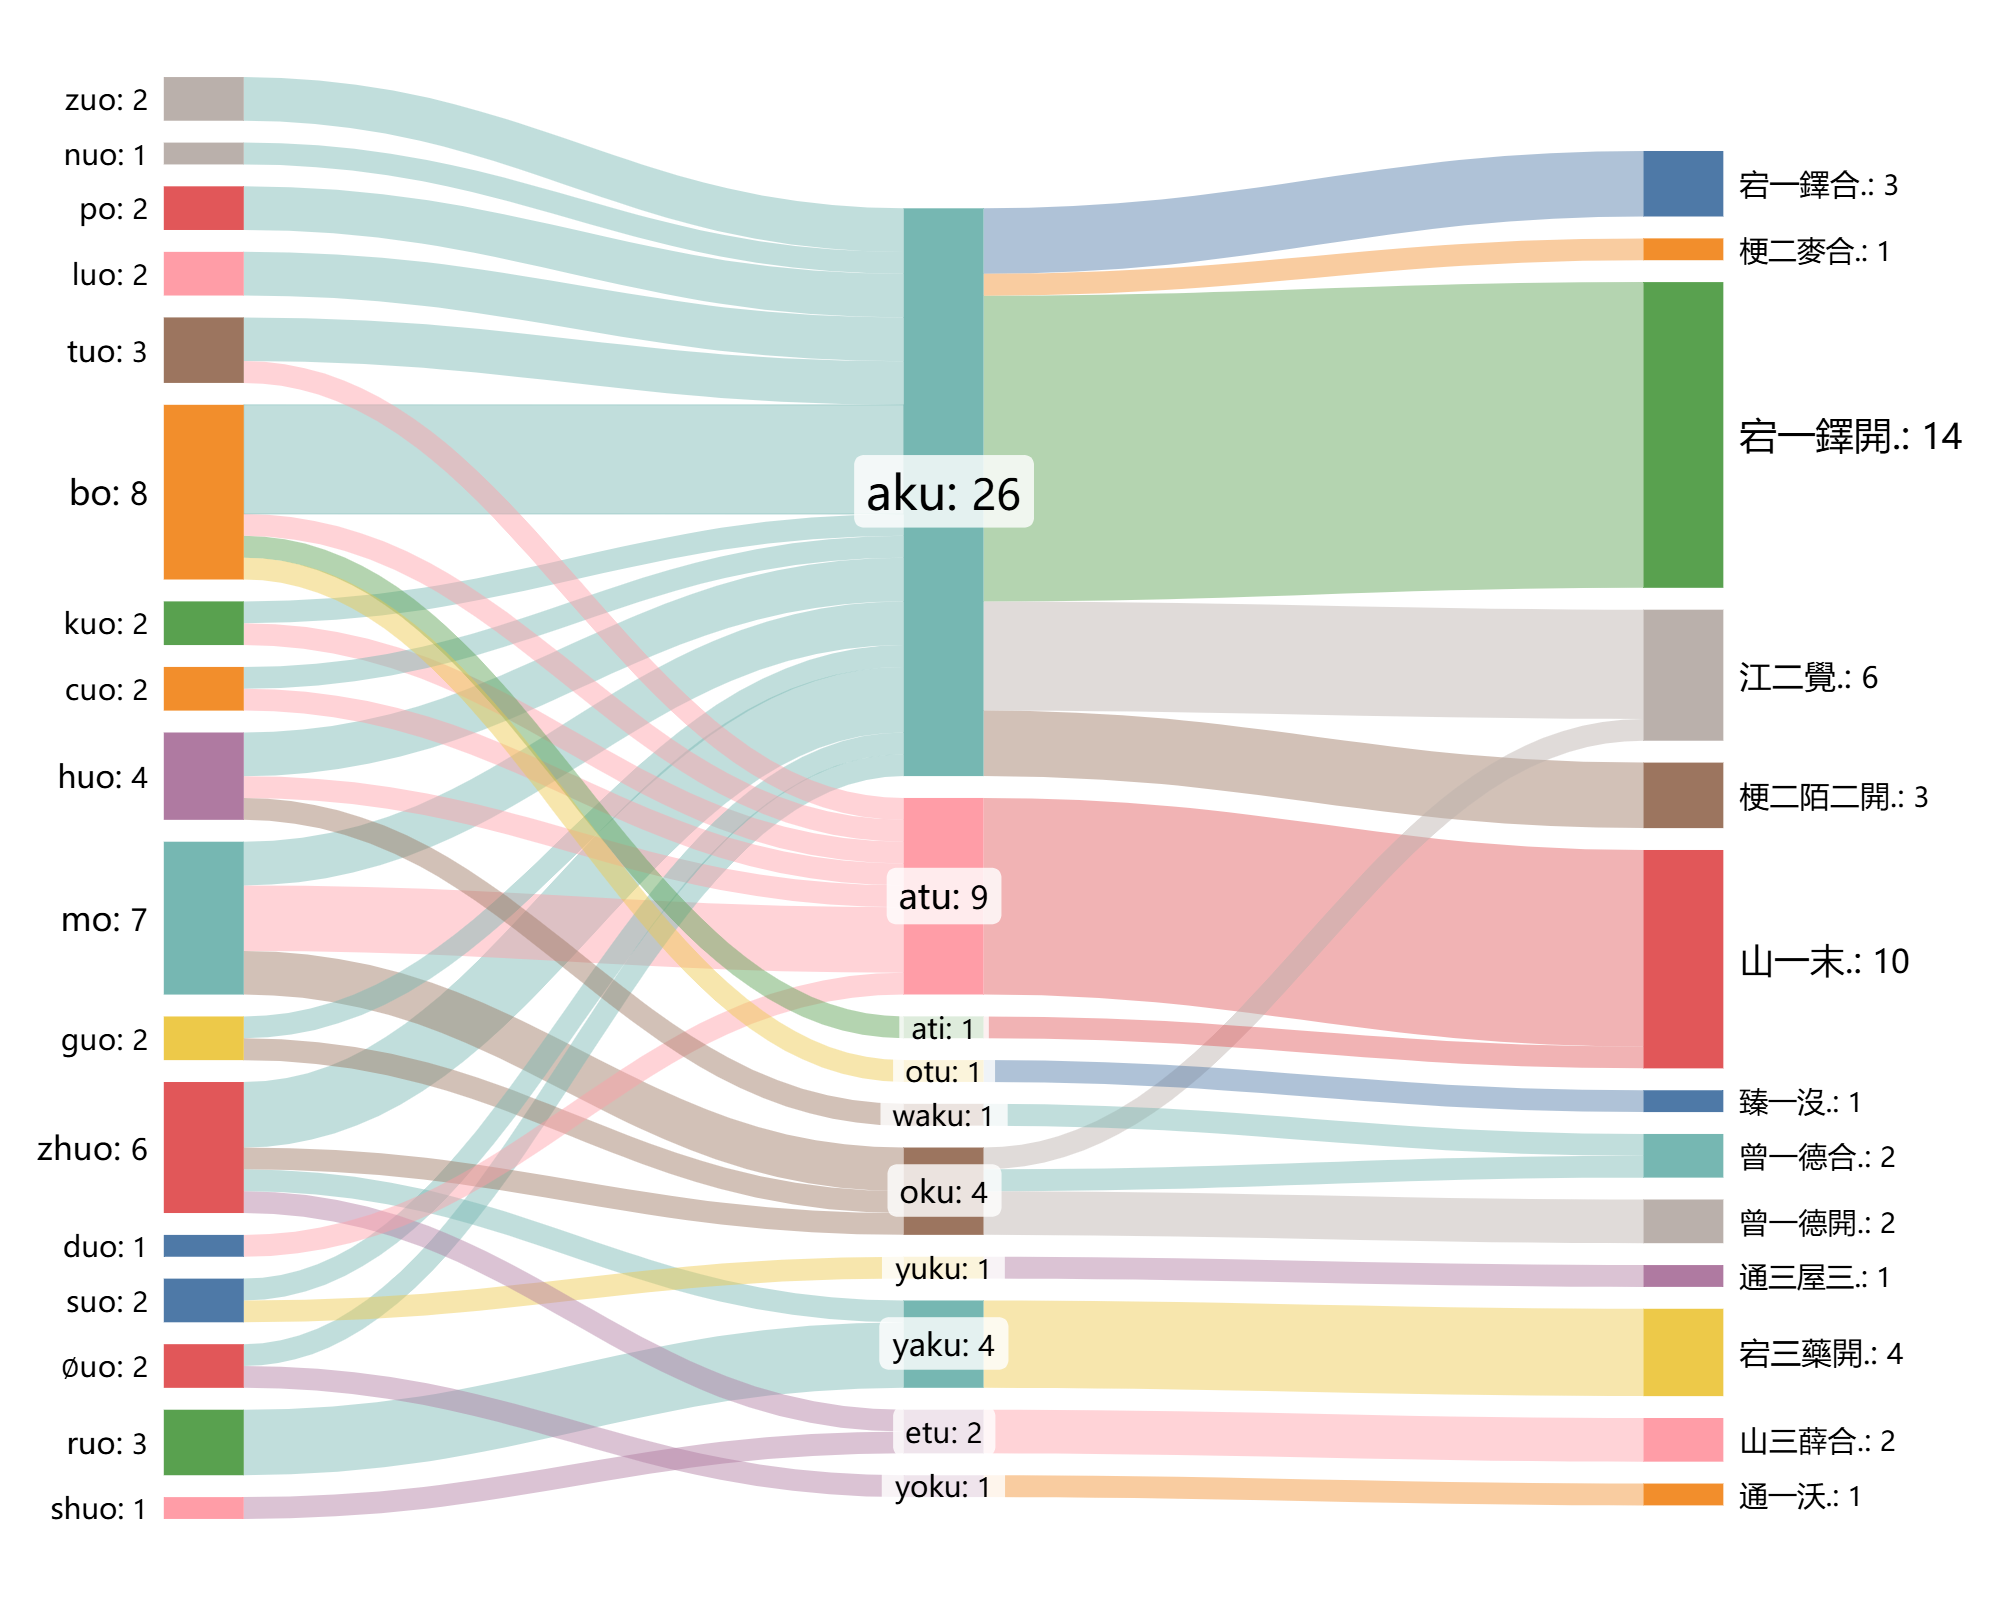 zuo: 2
nuo: 1
po: 2
luo: 2
tuo: 3
bo: 8
kuo: 2
cuo: 2
huo: 4
mo: 7
guo: 2
zhuo: 6
duo: 1
suo: 2
∅uo: 2
ruo: 3
shuo: 1
aku: 26
atu: 9
ati: 1
otu: 1
waku: 1
oku: 4
yuku: 1
yaku: 4
etu: 2
yoku: 1
宕一鐸合.: 3
梗二麥合.: 1
宕一鐸開.: 14
江二覺.: 6
梗二陌二開.: 3
山一末.: 10
臻一沒.: 1
曾一德合.: 2
曾一德開.: 2
通三屋三.: 1
宕三藥開.: 4
山三薛合.: 2
通一沃.: 1